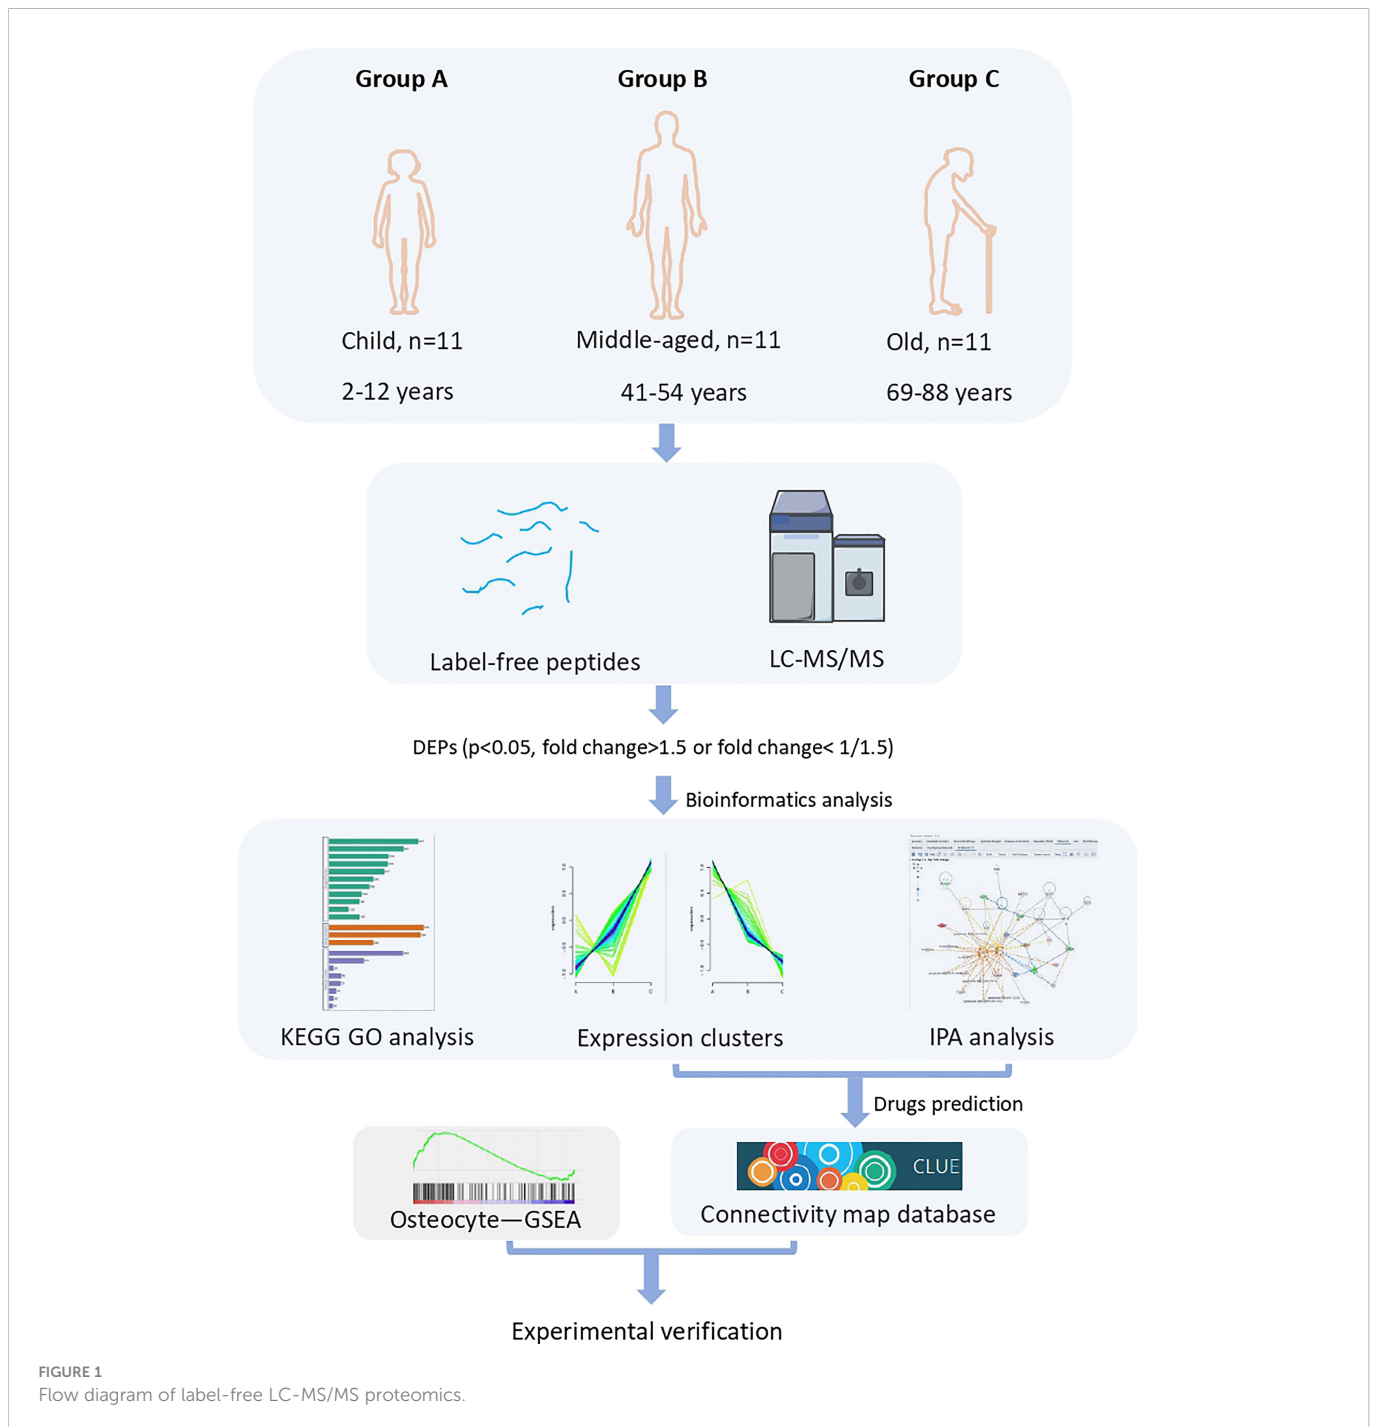 Group A Group B Group C
Child, n=11 Middle-aged, n=11 Old, n=11
2-12 years 41-54 years 69-88 years
Label-free peptides LC-MS/MS
DEPs (p<0.05, fold change>1.5 or fold change< 1/1.5)
Bioinformatics analysis
A B C A B C
KEGG GO analysis Expression clusters IPA analysis
Drugs prediction
CLUE
Osteocyte—GSEA Connectivity map database
Experimental verification
FIGURE 1
Flow diagram of label-free LC-MS/MS proteomics.